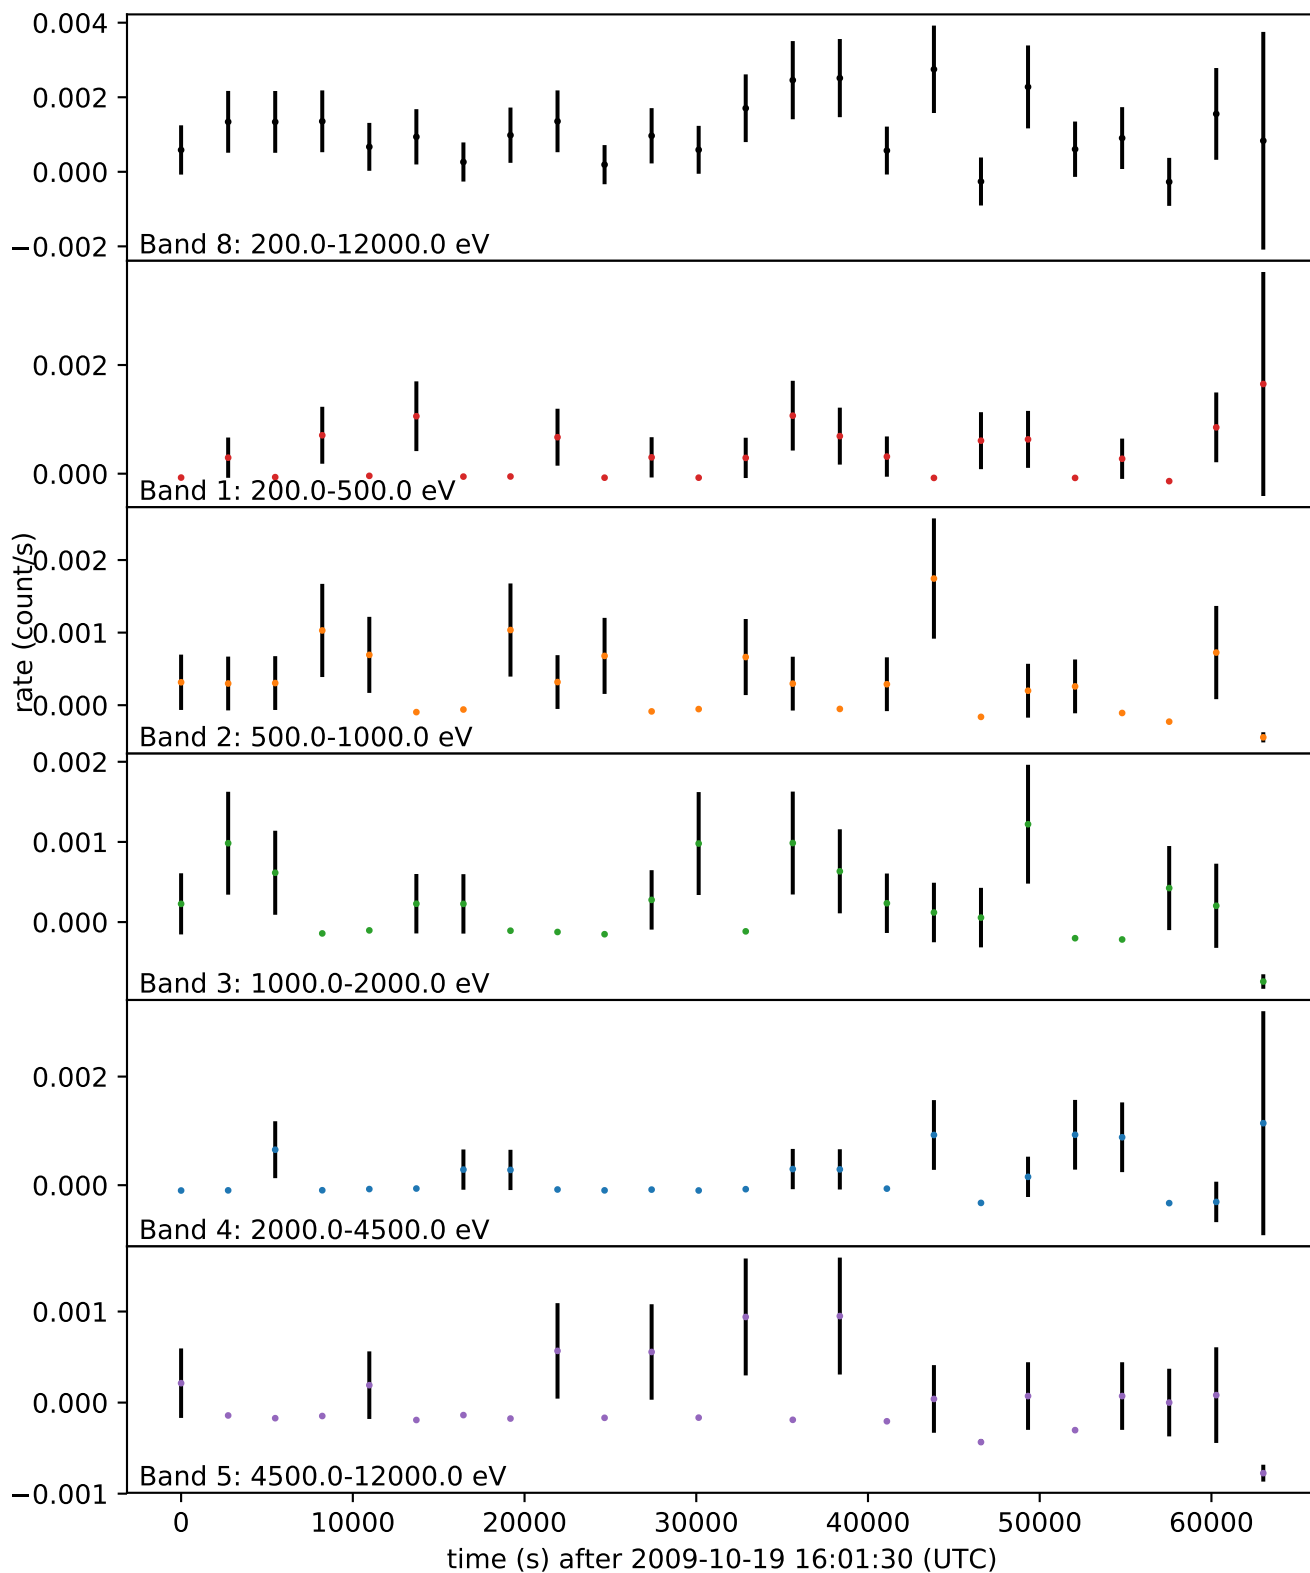 0.004
0.002
0.000
−0.002
Band 8: 200.0-12000.0 eV
0.002
0.000
Band 1: 200.0-500.0 eV
rate (count/s)
0.002
0.001
0.000
Band 2: 500.0-1000.0 eV
0.002
0.001
0.000
Band 3: 1000.0-2000.0 eV
0.002
0.000
Band 4: 2000.0-4500.0 eV
0.001
0.000
−0.001
Band 5: 4500.0-12000.0 eV
0 10000 20000 30000 40000 50000 60000
time (s) after 2009-10-19 16:01:30 (UTC)